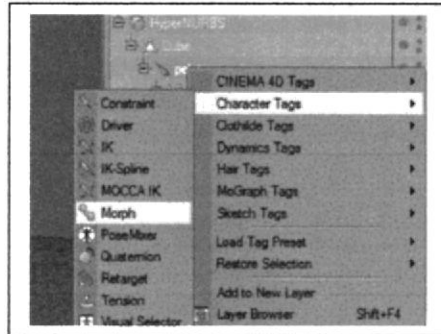 HyperNURBS
Cube
CINEMA 4D Tags
Character Tags
Clothilde Tags
Dynamics Tags
Hair Tags
MoGraph Tags
Sketch Tags
Load Tag Preset
Restore Selection
Add to New Layer
Layer Browser Shift+F4
Constraint
Driver
IK
IK-Spline
MOCCA IK
Morph
PoseMixer
Quaternion
Retarget
Tension
Visual Selector